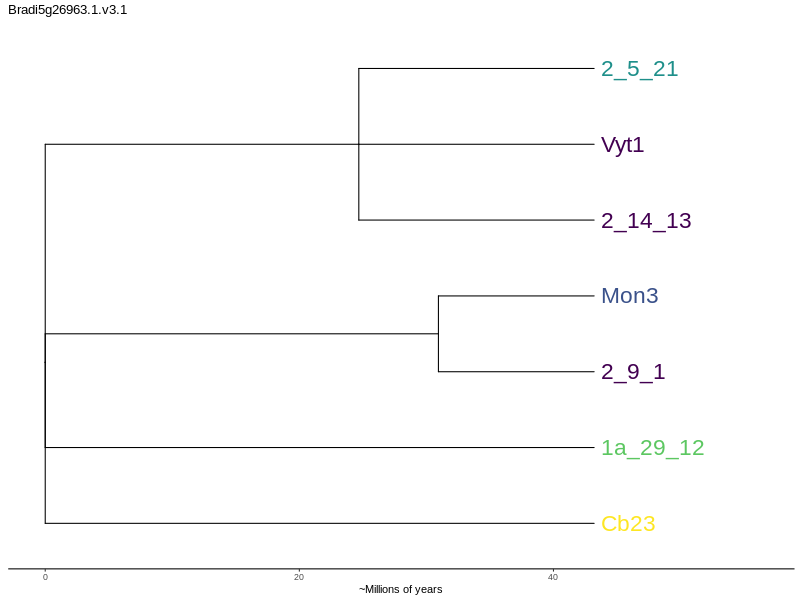 Bradi5g26963.1.v3.1
2_5_21
Vyt1
2_14_13
Mon3
2_9_1
1a_29_12
Cb23
0 20 40
~Millions of years